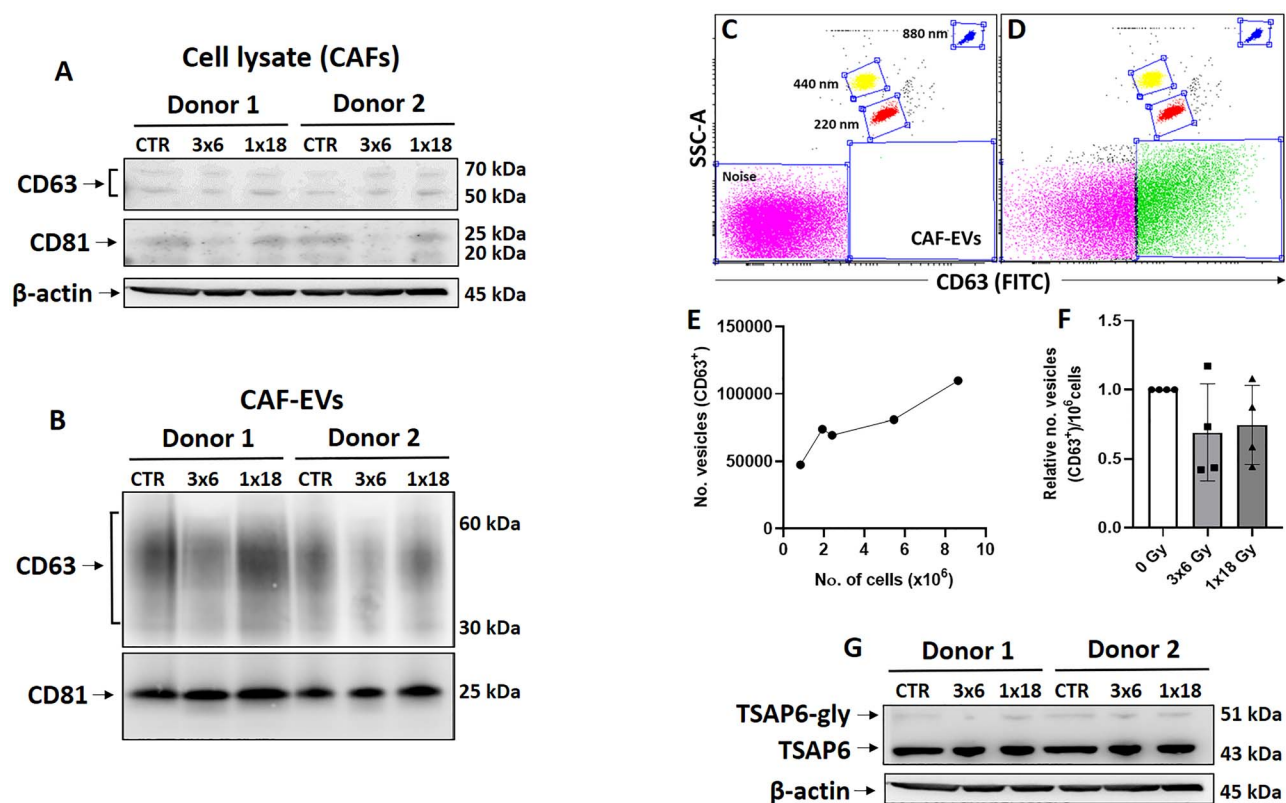 A
Cell lysate (CAFs)
Donor 1 Donor 2
CTR 3x6 1x18 CTR 3x6 1x18
CD63
70 kDa
50 kDa
CD81
25 kDa
20 kDa
β-actin
45 kDa
B
CAF-EVs
Donor 1 Donor 2
CTR 3x6 1x18 CTR 3x6 1x18
CD63
60 kDa
30 kDa
CD81
25 kDa
C
880 nm
440 nm
220 nm
SSC-A
Noise
CAF-EVs
D
CD63 (FITC)
E
No. vesicles (CD63⁺)
150000
100000
50000
0
0 2 4 6 8 10
No. of cells (x10⁶)
F
Relative no. vesicles
(CD63⁺)/10⁶cells
1.5
1.0
0.5
0.0
0 Gy
3x6 Gy
1x18 Gy
G
Donor 1 Donor 2
CTR 3x6 1x18 CTR 3x6 1x18
TSAP6-gly
51 kDa
TSAP6
43 kDa
β-actin
45 kDa